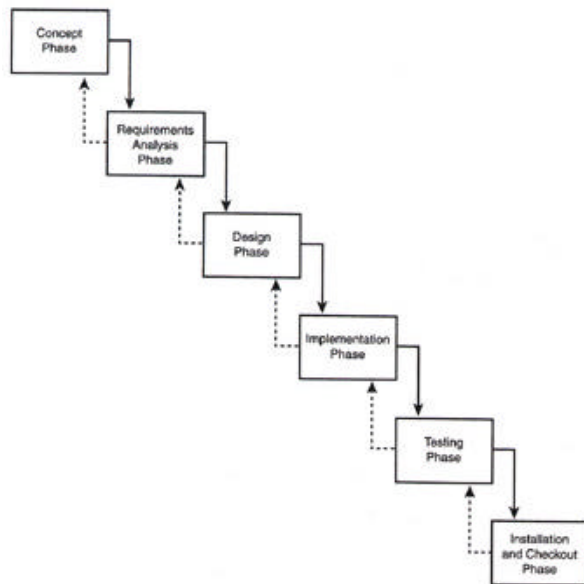 Concept
Phase
Requirements
Analysis
Phase
Design
Phase
Implementation
Phase
Testing
Phase
Installation
and Checkout
Phase